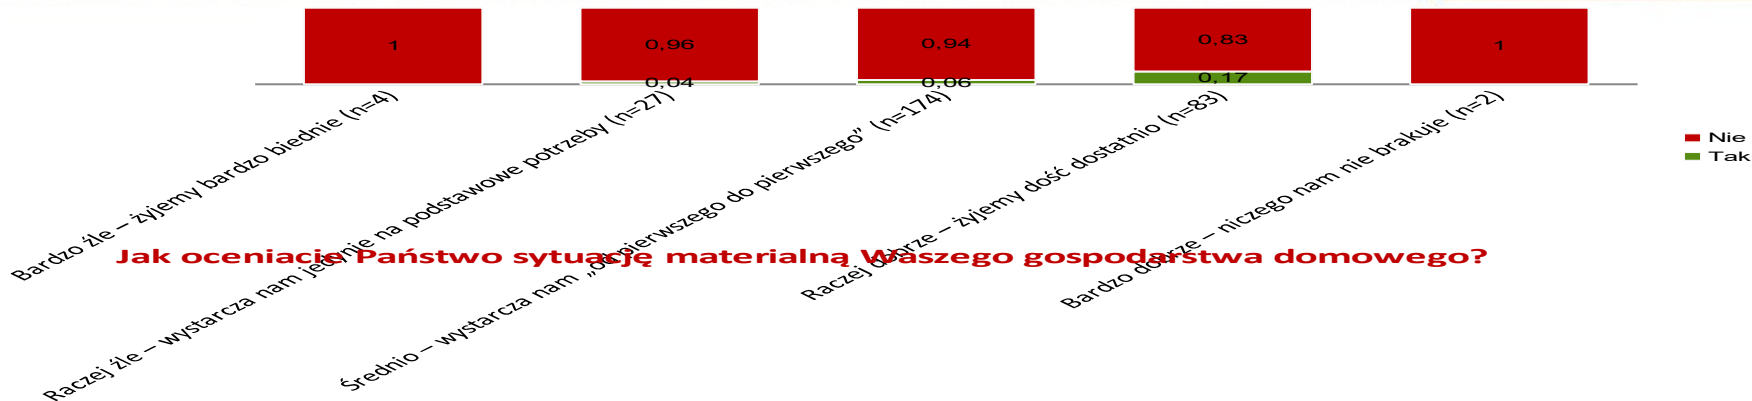 1
0,96
0,94
0,83
1
0,04
0,06
0,17
Bardzo źle – żyjemy bardzo biednie (n=4)
Raczej źle – wystarcza nam jedynie na podstawowe potrzeby (n=27)
Średnio – wystarcza nam „od pierwszego do pierwszego” (n=174)
Raczej dobrze – żyjemy dość dostatnio (n=83)
Bardzo dobrze – niczego nam nie brakuje (n=2)
Nie
Tak
Jak oceniacie Państwo sytuację materialną Waszego gospodarstwa domowego?